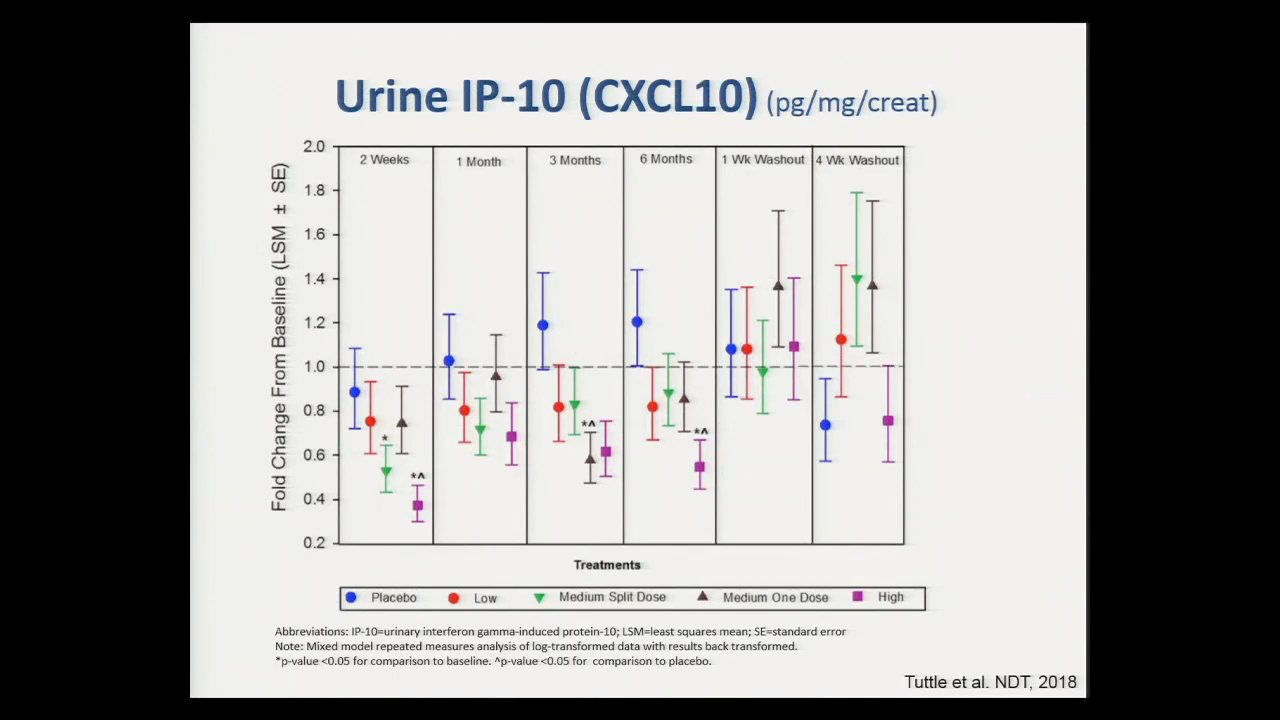 Urine IP-10 (CXCL10) (pg/mg/creat)
Fold Change From Baseline (LSM ± SE)
2.0
1.8
1.6
1.4
1.2
1.0
0.8
0.6
0.4
0.2
2 Weeks
1 Month
3 Months
6 Months
1 Wk Washout
4 Wk Washout
*
*^
*^
*^
Treatments
Placebo Low Medium Split Dose Medium One Dose High
Abbreviations: IP-10=urinary interferon gamma-induced protein-10; LSM=least squares mean; SE=standard error
Note: Mixed model repeated measures analysis of log-transformed data with results back transformed.
*p-value <0.05 for comparison to baseline. ^p-value <0.05 for comparison to placebo.
Tuttle et al. NDT, 2018